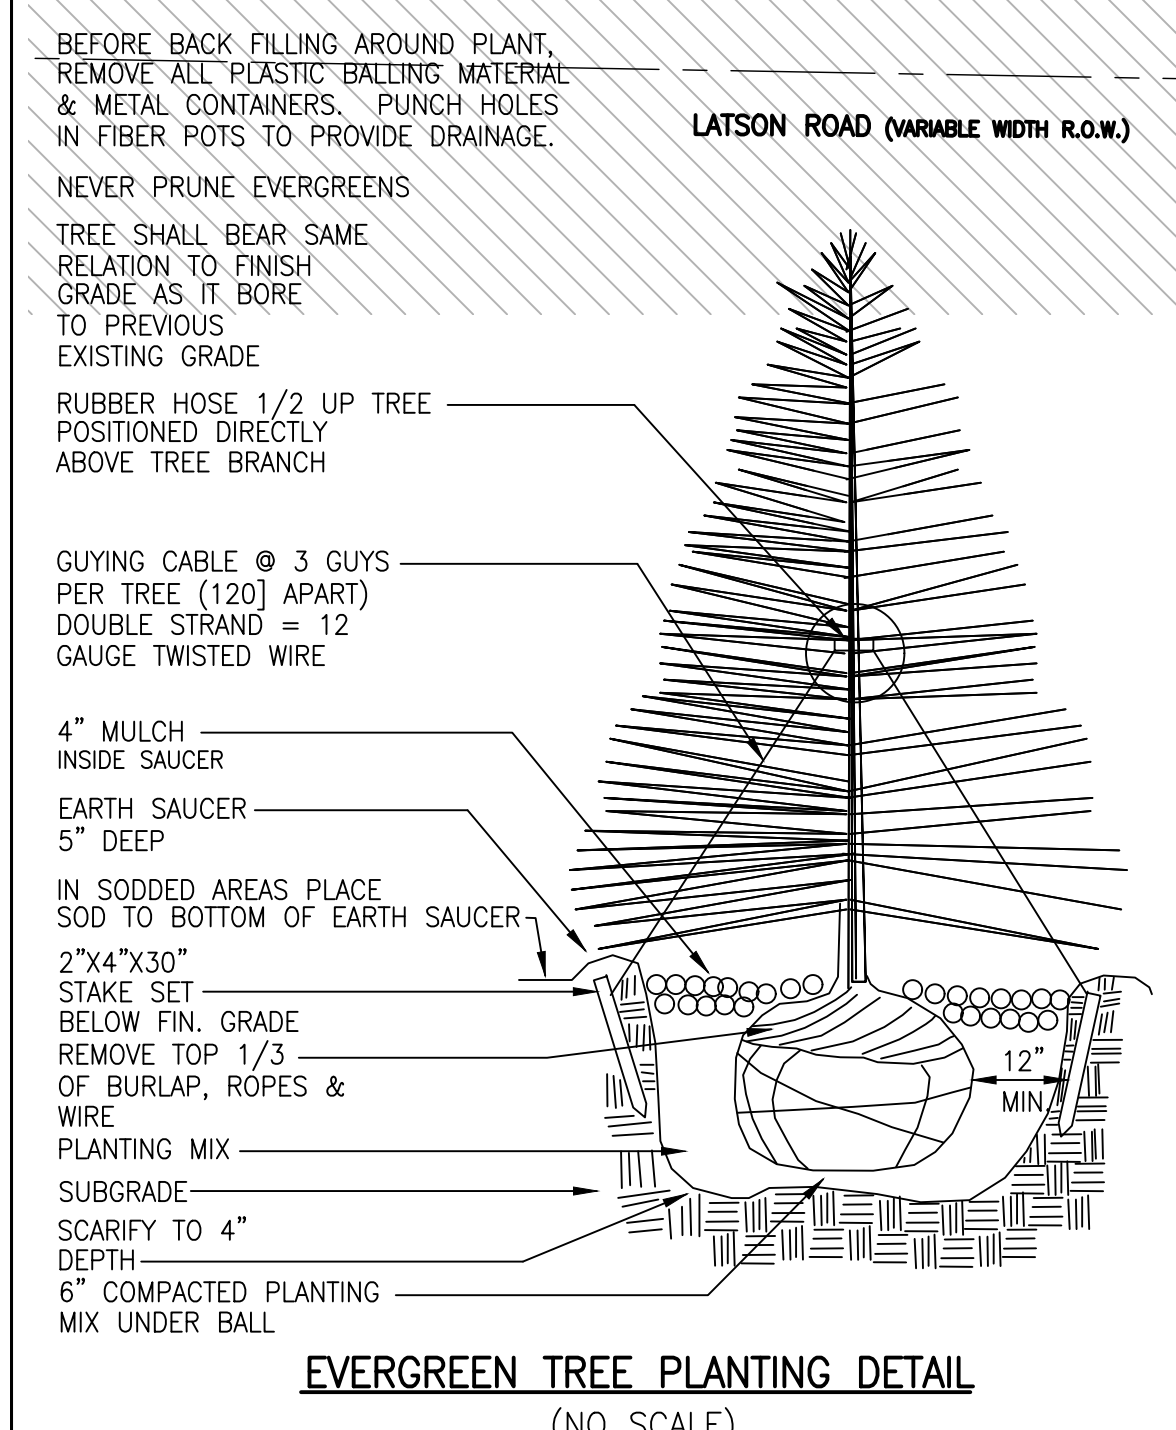 BEFORE BACK FILLING AROUND PLANT,
REMOVE ALL PLASTIC BALLING MATERIAL
& METAL CONTAINERS. PUNCH HOLES
IN FIBER POTS TO PROVIDE DRAINAGE.
LATSON ROAD (VARIABLE WIDTH R.O.W.)
NEVER PRUNE EVERGREENS
TREE SHALL BEAR SAME
RELATION TO FINISH
GRADE AS IT BORE
TO PREVIOUS
EXISTING GRADE
RUBBER HOSE 1/2 UP TREE
POSITIONED DIRECTLY
ABOVE TREE BRANCH
GUYING CABLE @ 3 GUYS
PER TREE (120] APART)
DOUBLE STRAND = 12
GAUGE TWISTED WIRE
4” MULCH
INSIDE SAUCER
EARTH SAUCER
5” DEEP
IN SODDED AREAS PLACE
SOD TO BOTTOM OF EARTH SAUCER
2”X4”X30”
STAKE SET
BELOW FIN. GRADE
REMOVE TOP 1/3
OF BURLAP, ROPES &
WIRE
12”
MIN.
PLANTING MIX
SUBGRADE
SCARIFY TO 4”
DEPTH
6” COMPACTED PLANTING
MIX UNDER BALL
EVERGREEN TREE PLANTING DETAIL
(NO SCALE)